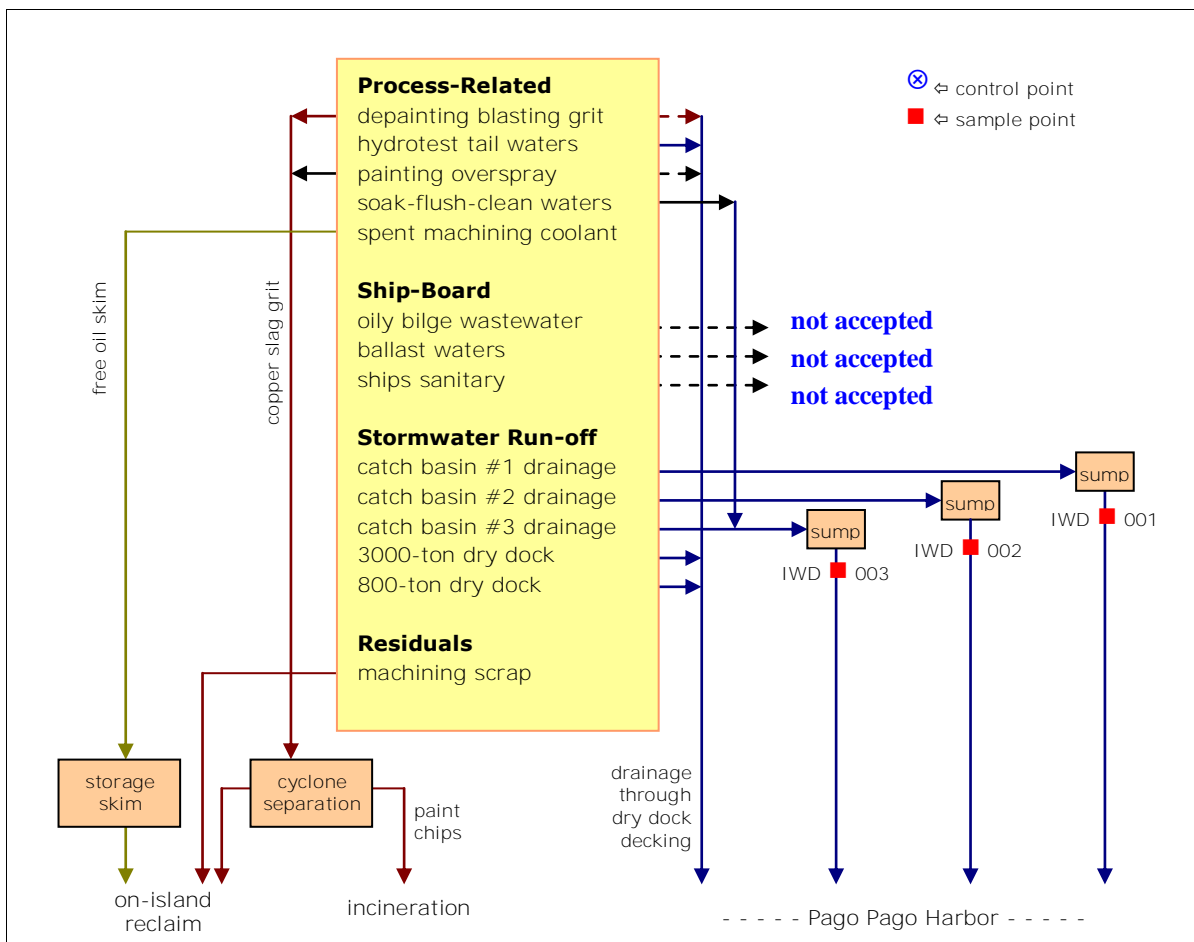 Process-Related
depainting blasting grit
hydrotest tail waters
painting overspray
soak-flush-clean waters
spent machining coolant
Ship-Board
oily bilge wastewater
ballast waters
ships sanitary
Stormwater Run-off
catch basin #1 drainage
catch basin #2 drainage
catch basin #3 drainage
3000-ton dry dock
800-ton dry dock
Residuals
machining scrap
⇦ control point
⇦ sample point
not accepted
not accepted
not accepted
free oil skim
copper slag grit
sump
IWD 001
sump
IWD 002
sump
IWD 003
storage
skim
cyclone
separation
paint
chips
drainage
through
dry dock
decking
on-island
reclaim
incineration
- - - - - Pago Pago Harbor - - - - -